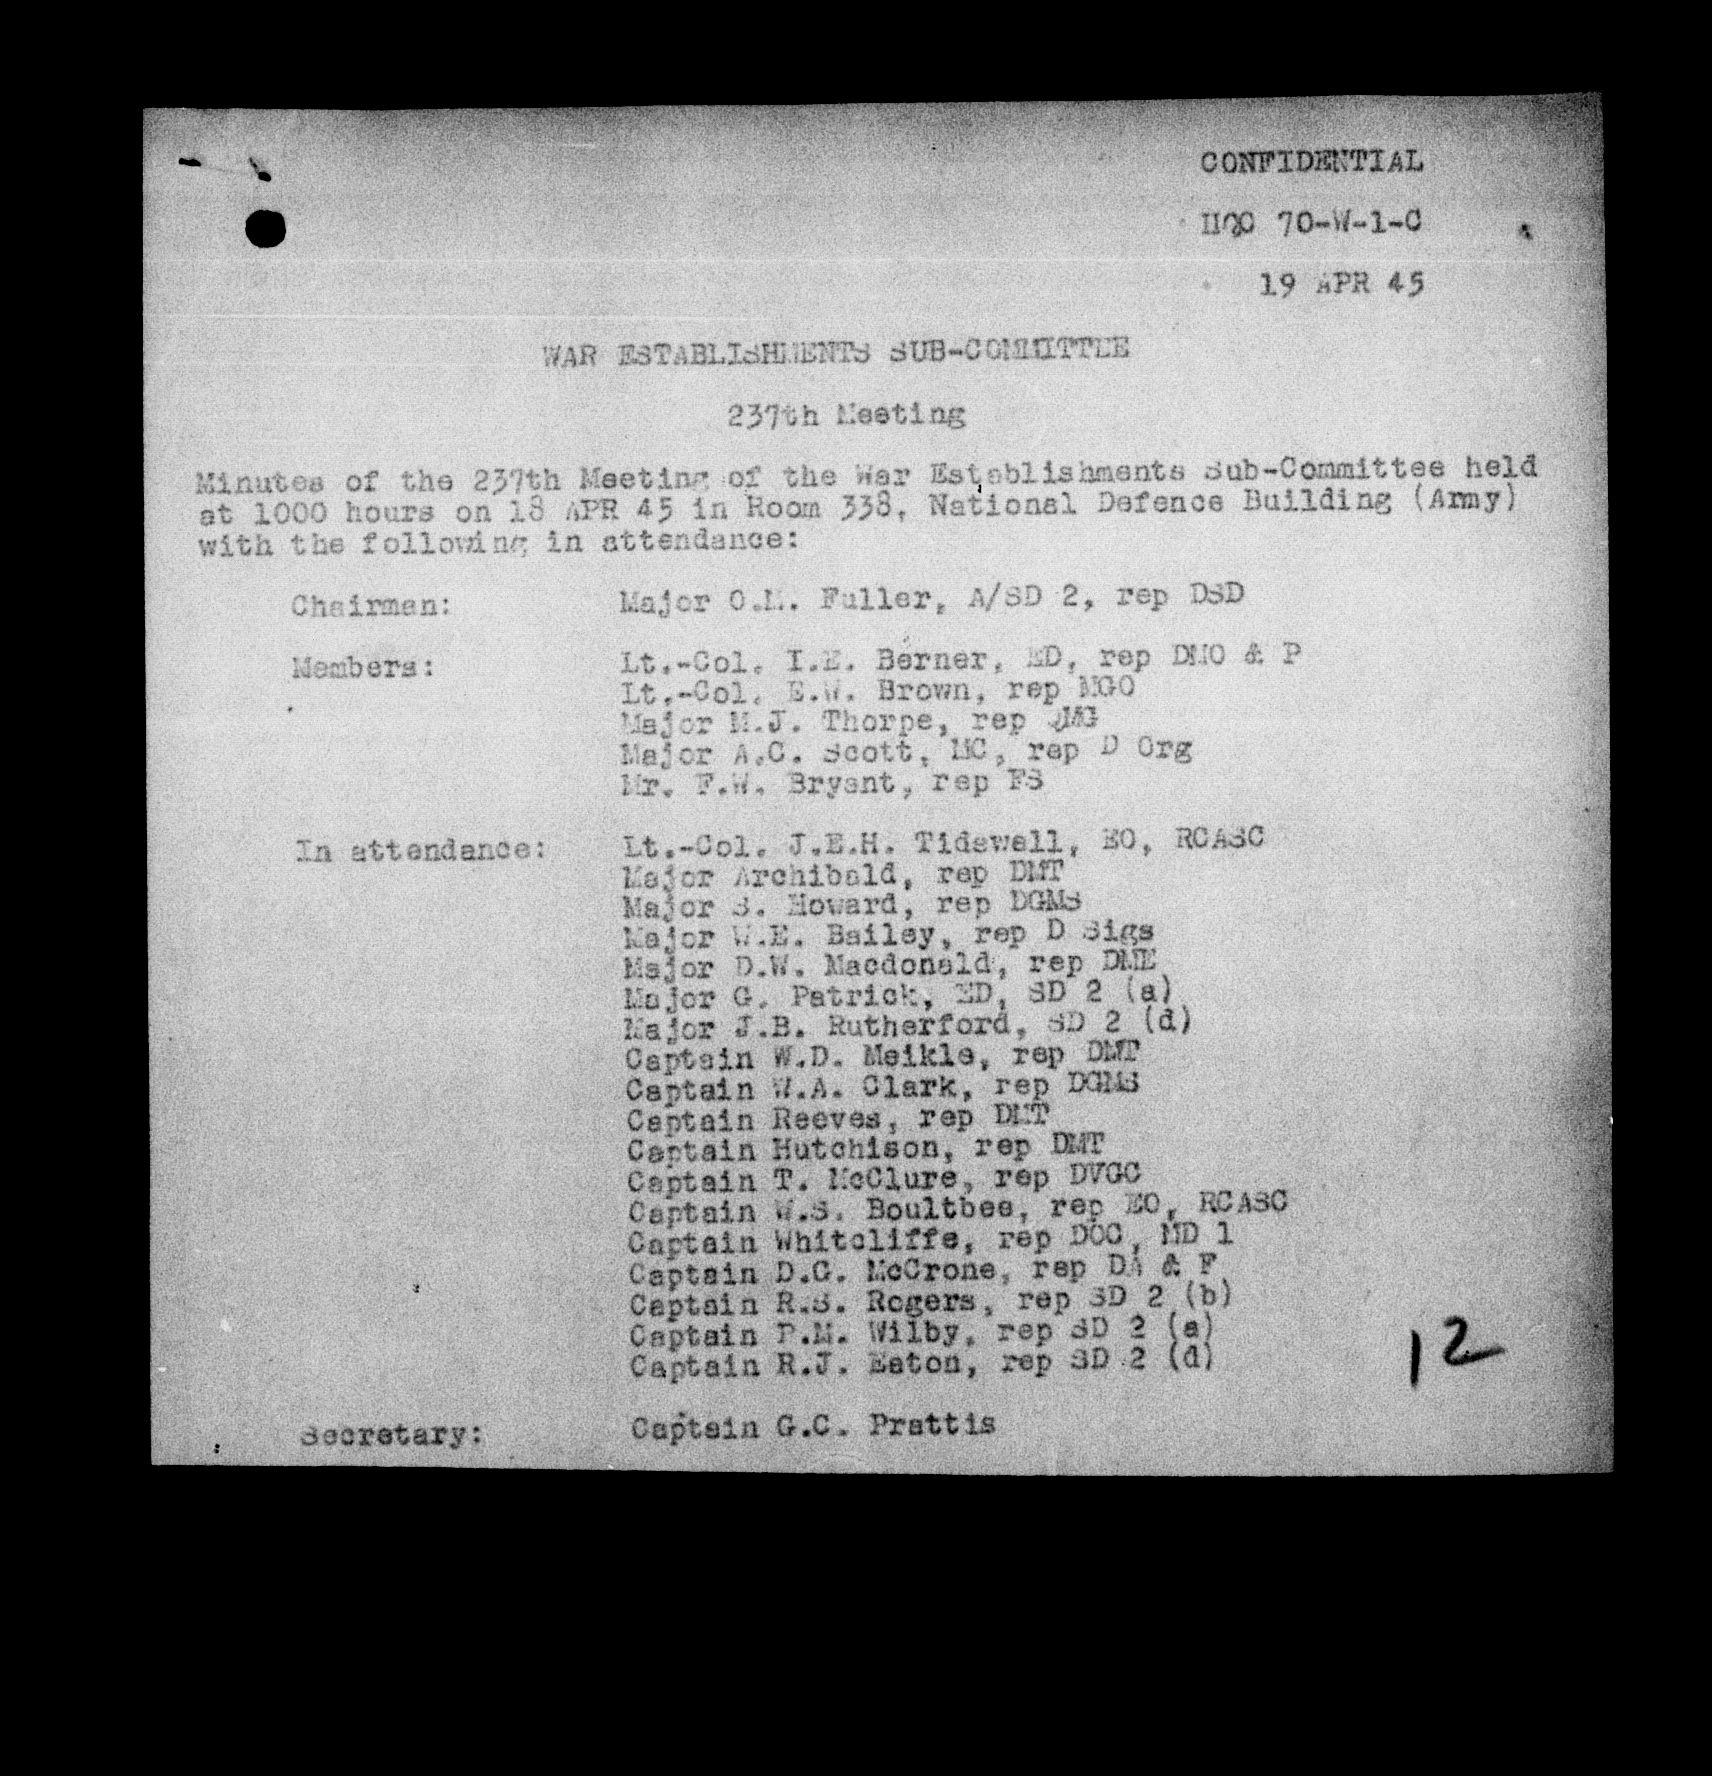 CONFIDENTIAL
HQC 70-W-1-C
19 APR 45
WAR ESTABLISHMENTS SUB-COMMITTEE
237th Meeting
Minutes of the 237th Meeting of the War Establishments Sub-Committee held
at 1000 hours on 18 APR 45 in Room 338, National Defence Building (Army)
with the following in attendance:
Chairman: Major O.M. Fuller, A/SD 2, rep DSD
Members: Lt.-Col. I.E. Berner, ED, rep DMO & P
Lt.-Col. E.W. Brown, rep MGO
Major M.J. Thorpe, rep QMG
Major A.C. Scott, MC, rep D Org
Mr. F.W. Bryant, rep FS
In attendance: Lt.-Col. J.E.H. Tidswell, EO, RCASC
Major Archibald, rep DMT
Major S. Howard, rep DGMS
Major W.E. Bailey, rep D Sigs
Major D.W. Macdonald, rep DME
Major G. Patrick, ED, SD 2 (a)
Major J.B. Rutherford, SD 2 (d)
Captain W.D. Meikle, rep DMT
Captain W.A. Clark, rep DGMS
Captain Reeves, rep DMT
Captain Hutchison, rep DMT
Captain T. McClure, rep DVGC
Captain W.S. Boultbee, rep EO, RCASC
Captain Whitcliffe, rep DOC, MD 1
Captain D.G. McCrone, rep DA & F
Captain R.S. Rogers, rep SD 2 (b)
Captain P.M. Wilby, rep SD 2 (a)
Captain R.J. Eaton, rep SD 2 (d)
12
Secretary: Captain G.C. Prattis